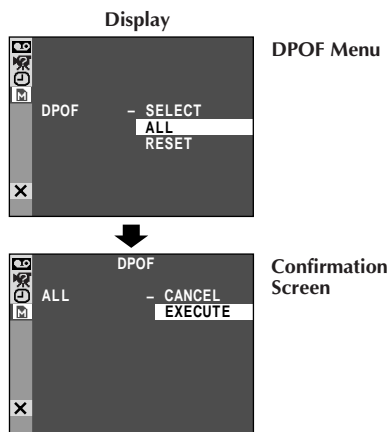 Display
DPOF Menu
DPOF – SELECT
ALL
RESET
DPOF
ALL – CANCEL
EXECUTE
Confirmation
Screen